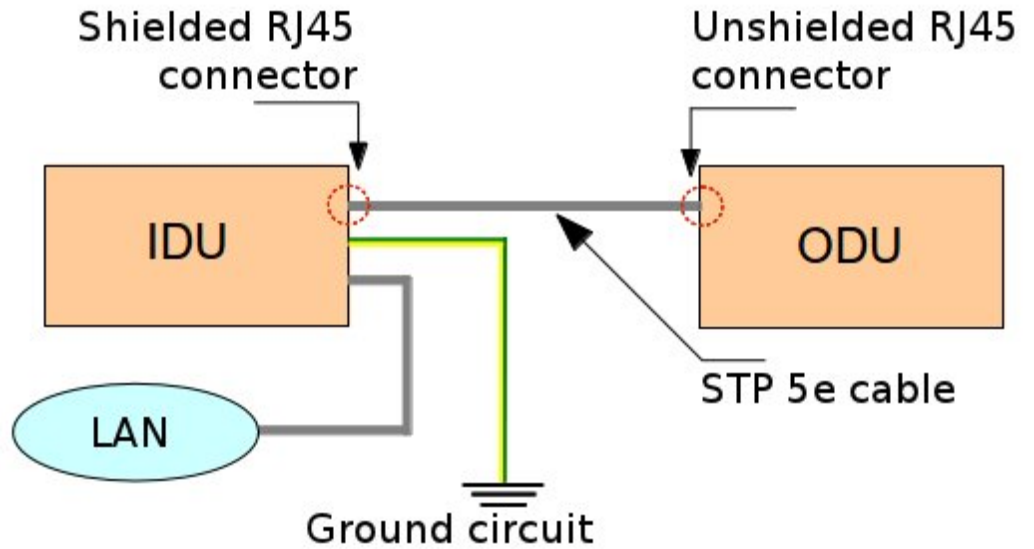 Shielded RJ45
connector
Unshielded RJ45
connector
IDU
ODU
STP 5e cable
LAN
Ground circuit